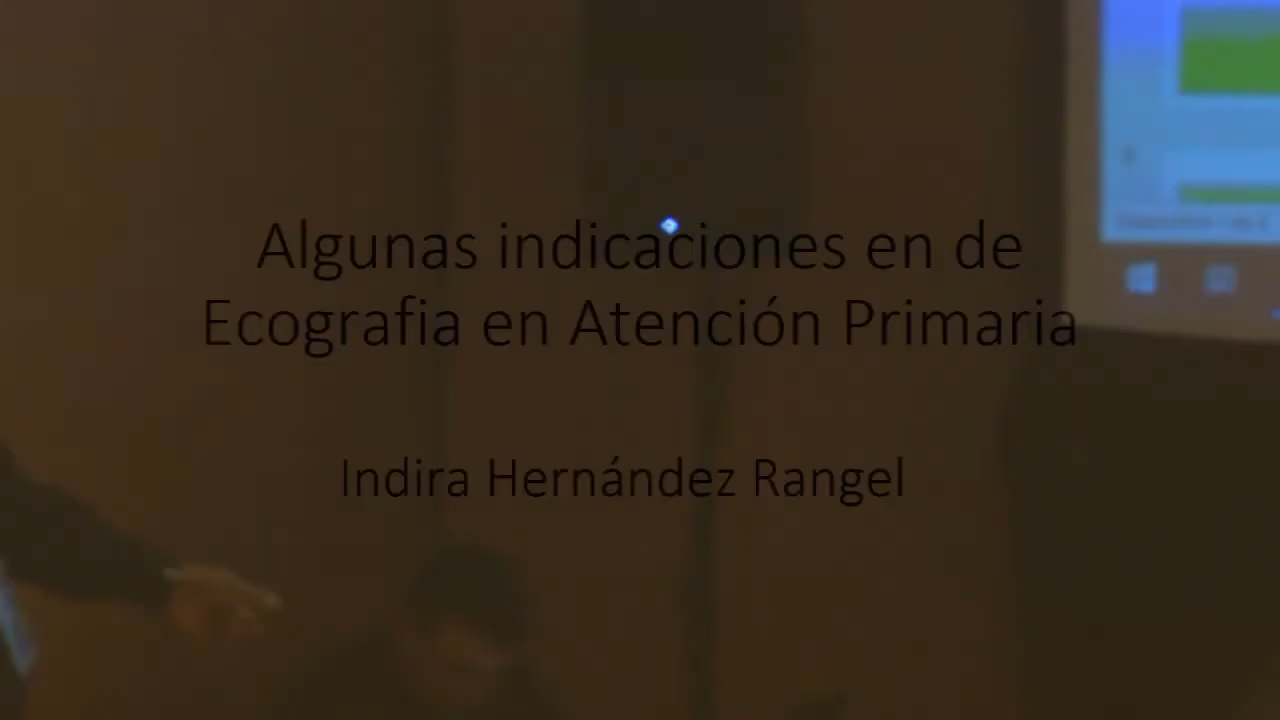 Algunas indicaciones en de
Ecografia en Atención Primaria
Indira Hernández Rangel